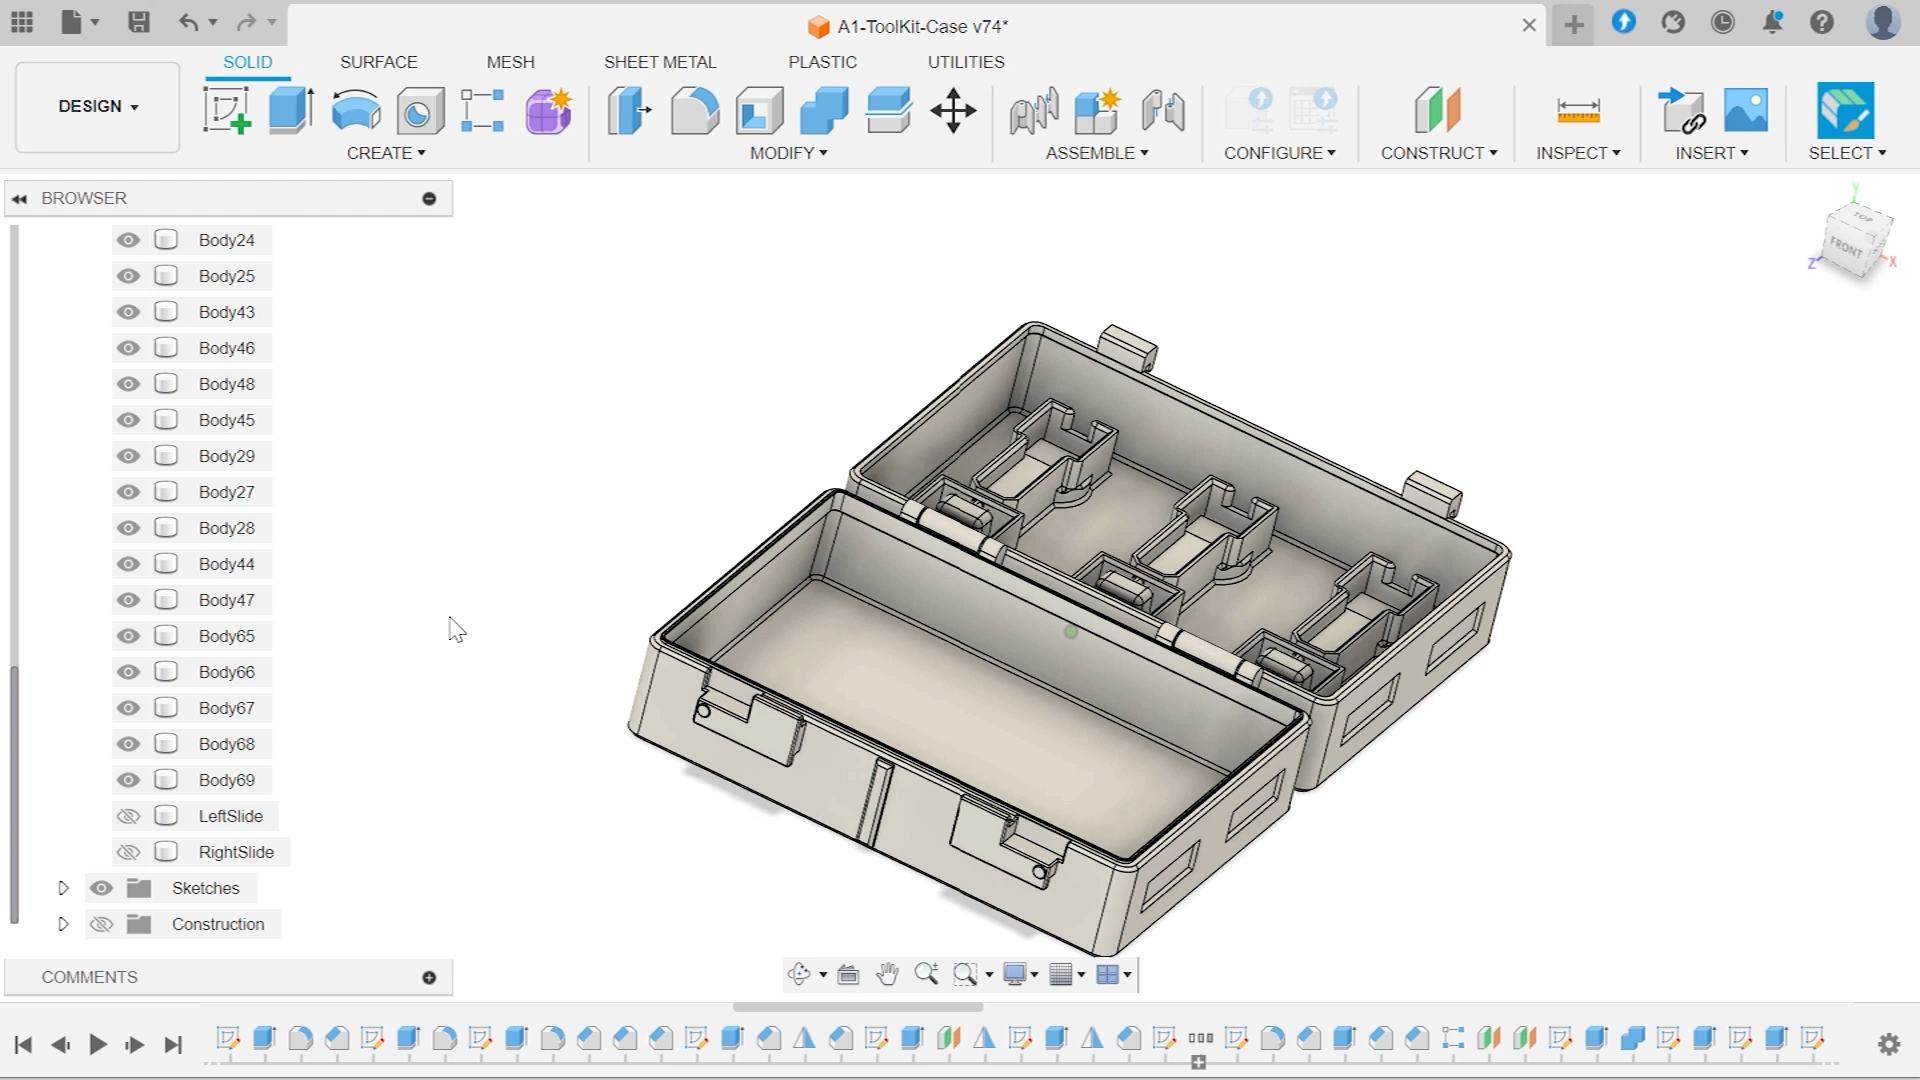 A1-ToolKit-Case v74*
SOLID SURFACE MESH SHEET METAL PLASTIC UTILITIES
DESIGN
CREATE MODIFY ASSEMBLE CONFIGURE CONSTRUCT INSPECT INSERT SELECT
BROWSER
Body24
Body25
Body43
Body46
Body48
Body45
Body29
Body27
Body28
Body44
Body47
Body65
Body66
Body67
Body68
Body69
LeftSlide
RightSlide
Sketches
Construction
COMMENTS
Y
TOP
FRONT
Z
X